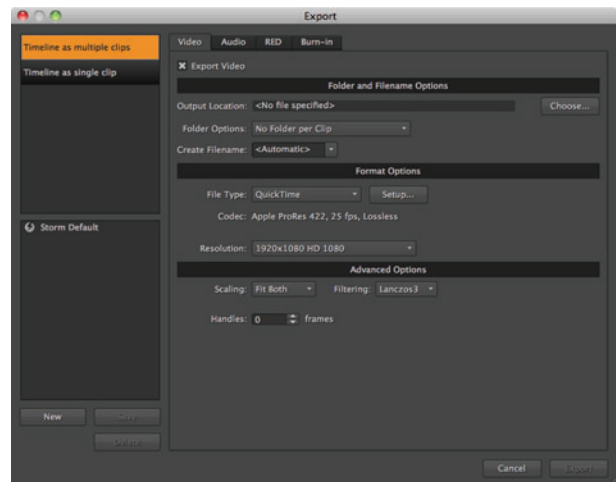 Export
Timeline as multiple clips
Timeline as single clip
Storm Default
New
Save
Delete
Video Audio RED Burn-in
Export Video
Folder and Filename Options
Output Location: <No file specified> Choose...
Folder Options: No Folder per Clip
Create Filename: <Automatic>
Format Options
File Type: QuickTime Setup...
Codec: Apple ProRes 422, 25 fps, Lossless
Resolution: 1920x1080 HD 1080
Advanced Options
Scaling: Fit Both Filtering: Lanczos3
Handles: 0 frames
Cancel Export